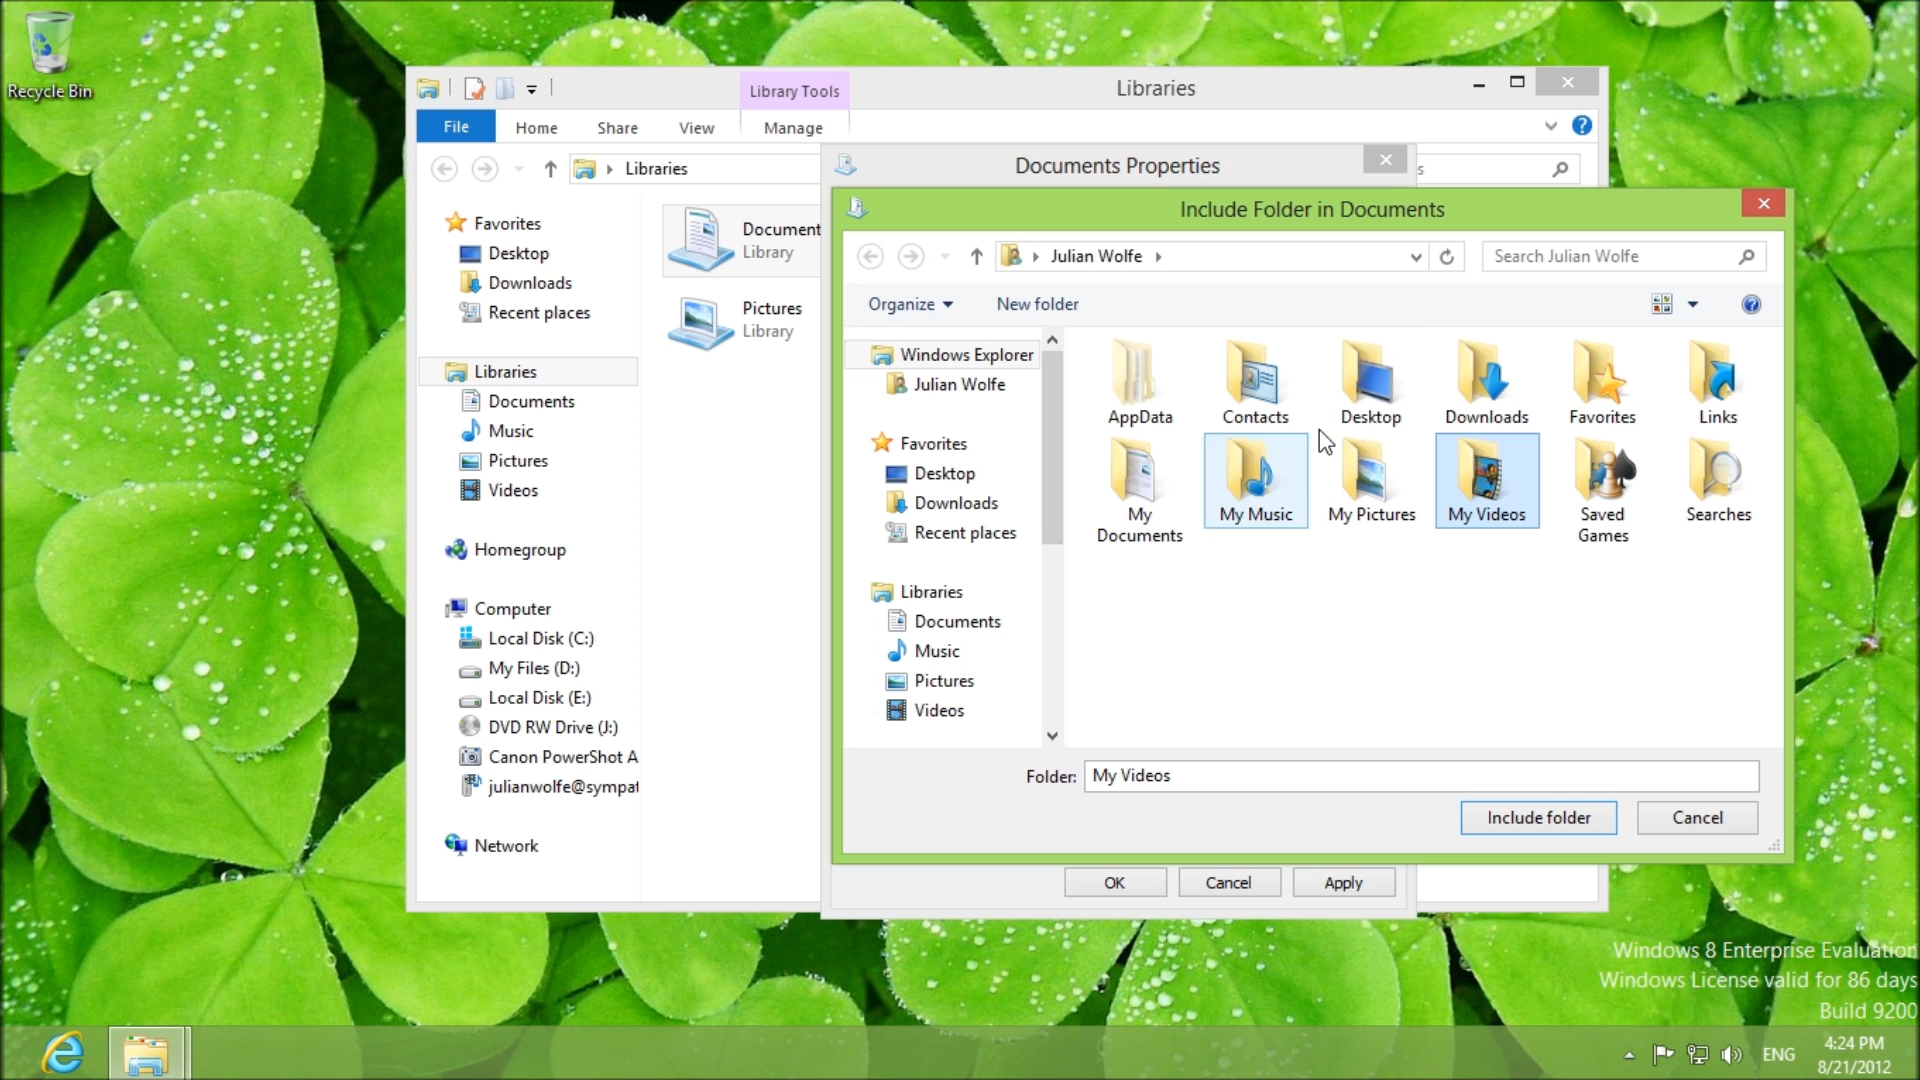 Recycle Bin
Library Tools
Libraries
File
Home
Share
View
Manage
Libraries
Favorites
Desktop
Downloads
Recent places
Libraries
Documents
Music
Pictures
Videos
Homegroup
Computer
Local Disk (C:)
My Files (D:)
Local Disk (E:)
DVD RW Drive (J:)
Canon PowerShot A
julianwolfe@sympat
Network
Document
Library
Pictures
Library
Documents Properties
s
Include Folder in Documents
Julian Wolfe
Search Julian Wolfe
Organize
New folder
Windows Explorer
Julian Wolfe
Favorites
Desktop
Downloads
Recent places
Libraries
Documents
Music
Pictures
Videos
AppData
Contacts
Desktop
Downloads
Favorites
Links
My
Documents
My Music
My Pictures
My Videos
Saved
Games
Searches
Folder:
My Videos
Include folder
Cancel
OK
Cancel
Apply
Windows 8 Enterprise Evaluation
Windows License valid for 86 days
Build 9200
ENG
4:24 PM
8/21/2012